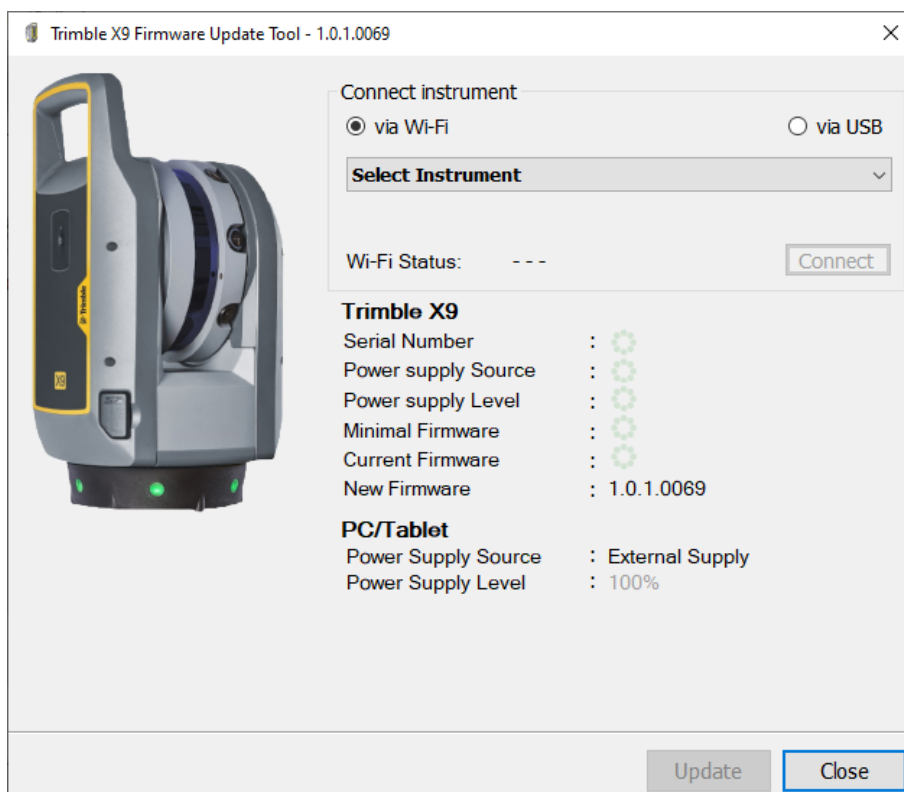 Trimble X9 Firmware Update Tool - 1.0.1.0069
Connect instrument
via Wi-Fi
via USB
Select Instrument
Wi-Fi Status: - - -
Connect
Trimble X9
Serial Number :
Power supply Source :
Power supply Level :
Minimal Firmware :
Current Firmware :
New Firmware : 1.0.1.0069
PC/Tablet
Power Supply Source : External Supply
Power Supply Level : 100%
Trimble
X9
Update
Close